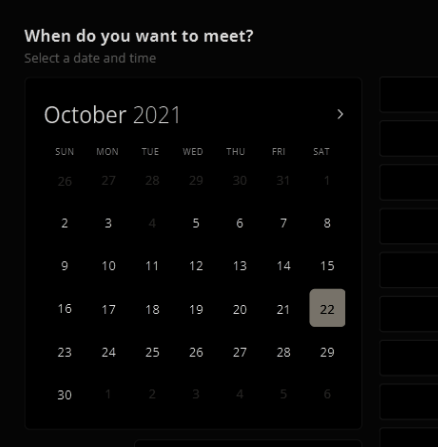 When do you want to meet?
Select a date and time
October 2021 >
SUN MON TUE WED THU FRI SAT
26 27 28 29 30 31 1
2 3 4 5 6 7 8
9 10 11 12 13 14 15
16 17 18 19 20 21 22
23 24 25 26 27 28 29
30 1 2 3 4 5 6